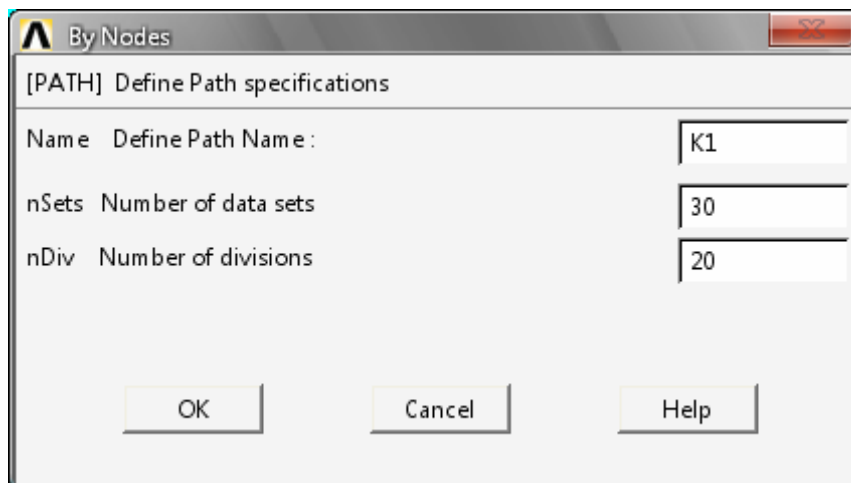 By Nodes
[PATH] Define Path specifications
Name Define Path Name :
K1
nSets Number of data sets
30
nDiv Number of divisions
20
OK Cancel Help